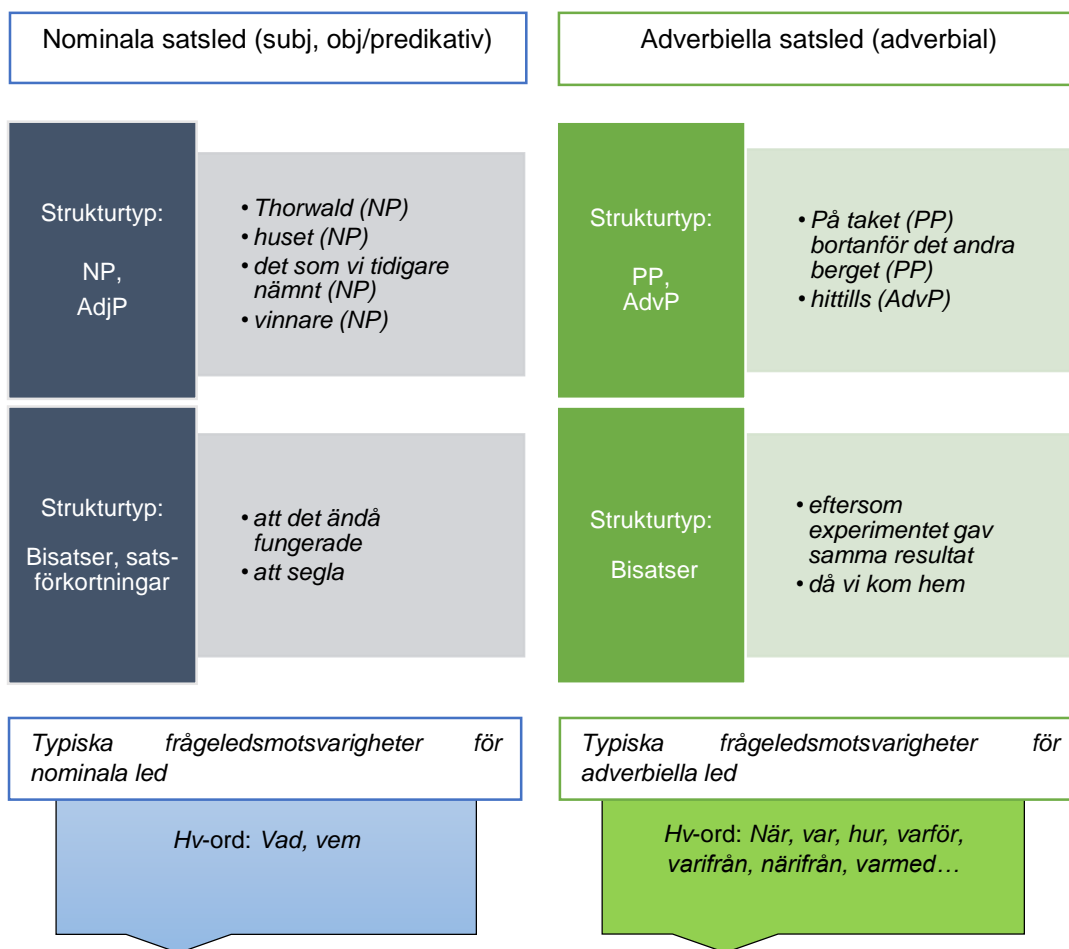 Nominala satsled (subj, obj/predikativ)
Strukturtyp:
NP,
AdjP
• Thorwald (NP)
• huset (NP)
• det som vi tidigare
nämnt (NP)
• vinnare (NP)
Strukturtyp:
Bisatser, sats-
förkortningar
• att det ändå
fungerade
• att segla
Typiska frågeledsmotsvarigheter för
nominala led
Hv-ord: Vad, vem
Adverbiella satsled (adverbial)
Strukturtyp:
PP,
AdvP
• På taket (PP)
bortanför det andra
berget (PP)
• hittills (AdvP)
Strukturtyp:
Bisatser
• eftersom
experimentet gav
samma resultat
• då vi kom hem
Typiska frågeledsmotsvarigheter för
adverbiella led
Hv-ord: När, var, hur, varför,
varifrån, närifrån, varmed…